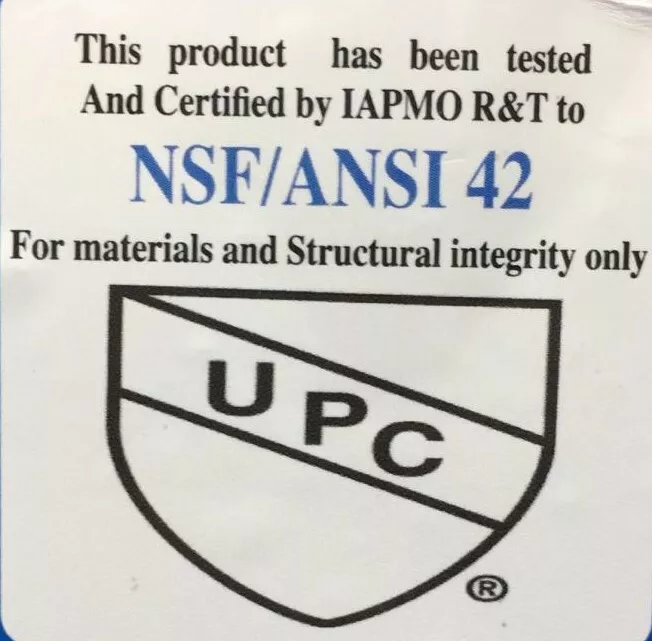 This product has been tested
And Certified by IAPMO R&T to
NSF/ANSI 42
For materials and Structural integrity only
UPC
®